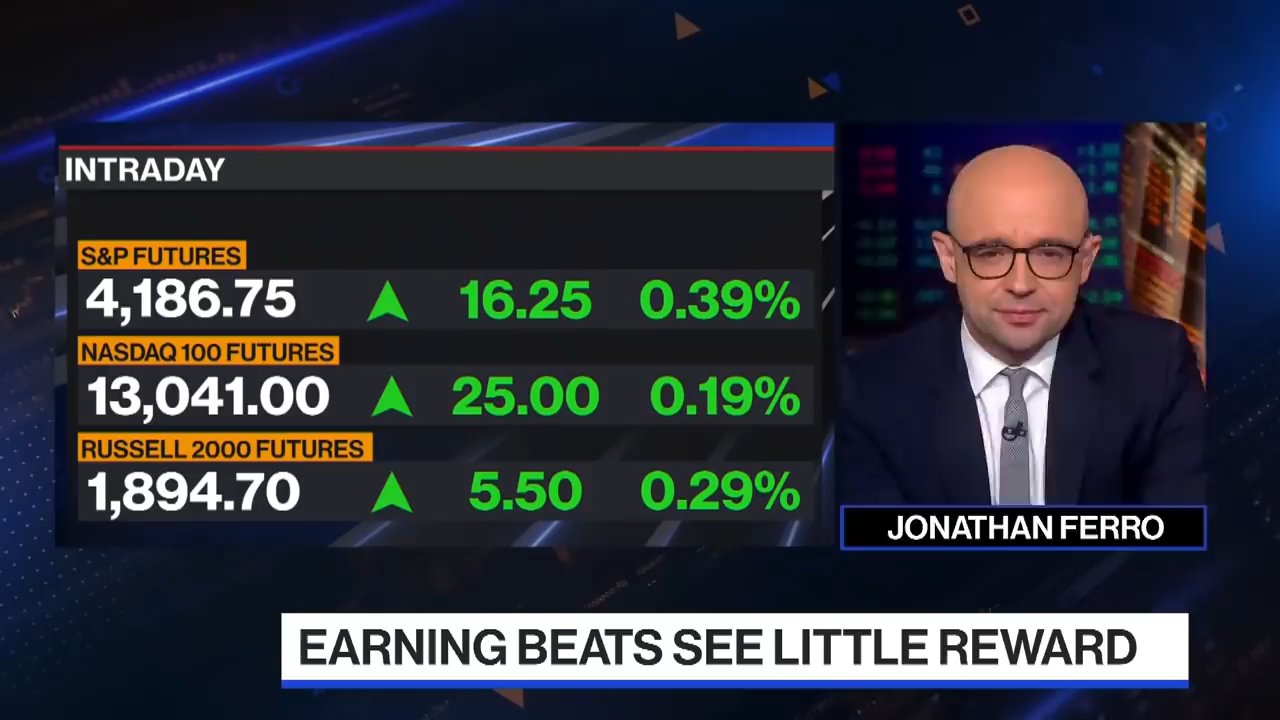 INTRADAY
S&P FUTURES
4,186.75 ▲ 16.25 0.39%
NASDAQ 100 FUTURES
13,041.00 ▲ 25.00 0.19%
RUSSELL 2000 FUTURES
1,894.70 ▲ 5.50 0.29%
JONATHAN FERRO
EARNING BEATS SEE LITTLE REWARD